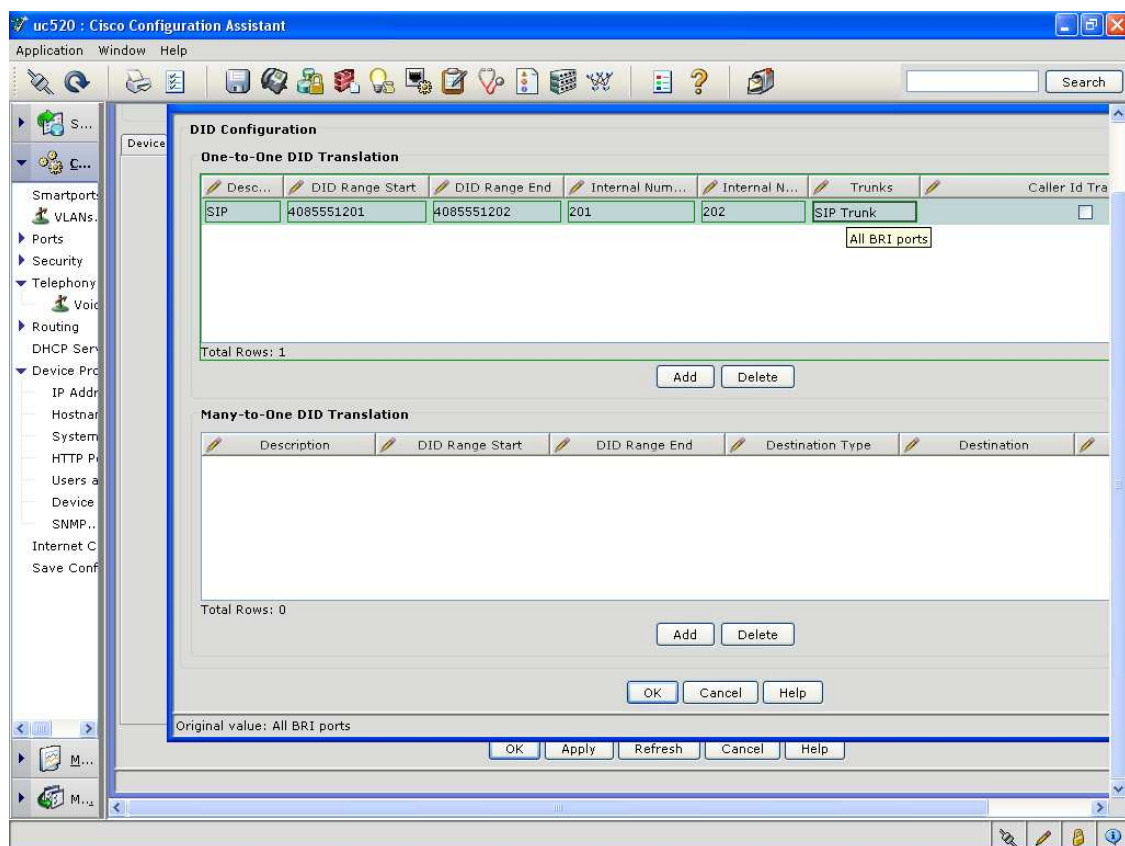 uc520 : Cisco Configuration Assistant
Application Window Help
Search
S...
C...
Smartports
VLANs.
Ports
Security
Telephony
Voic
Routing
DHCP Serv
Device Pro
IP Addr
Hostnar
System
HTTP Po
Users a
Device
SNMP..
Internet C
Save Conf
M...
M...
Device
DID Configuration
One-to-One DID Translation
Desc... DID Range Start DID Range End Internal Num... Internal N... Trunks Caller Id Tra
SIP 4085551201 4085551202 201 202 SIP Trunk
All BRI ports
Total Rows: 1
Add Delete
Many-to-One DID Translation
Description DID Range Start DID Range End Destination Type Destination
Total Rows: 0
Add Delete
OK Cancel Help
Original value: All BRI ports
OK Apply Refresh Cancel Help